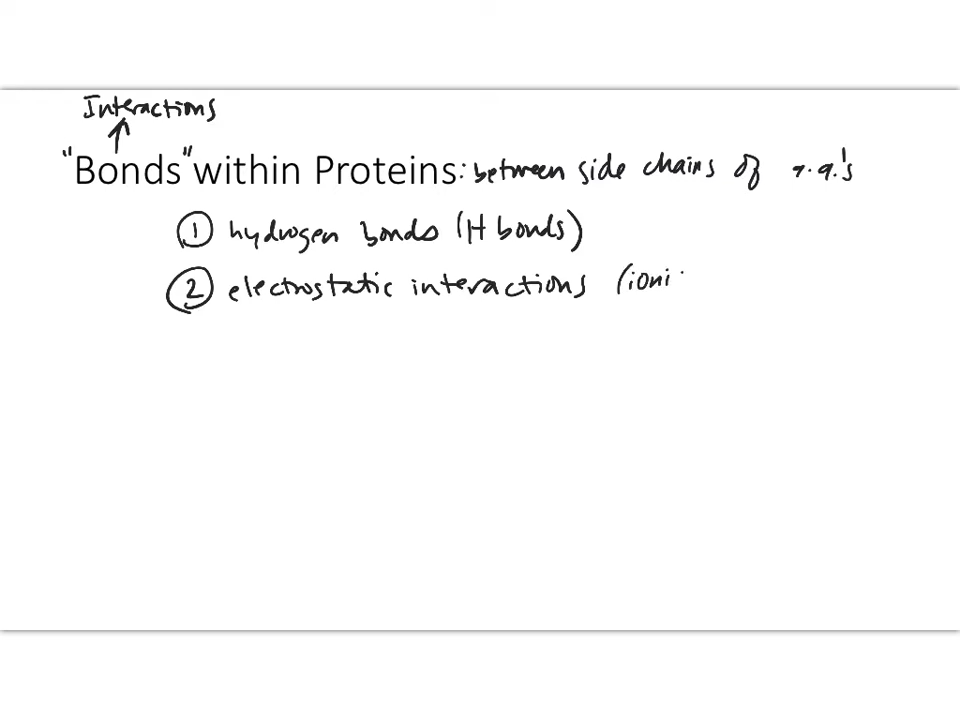 Interactions
"Bonds" within Proteins: between side chains of a.a.'s
① hydrogen bonds (H bonds)
② electrostatic interactions (ioni